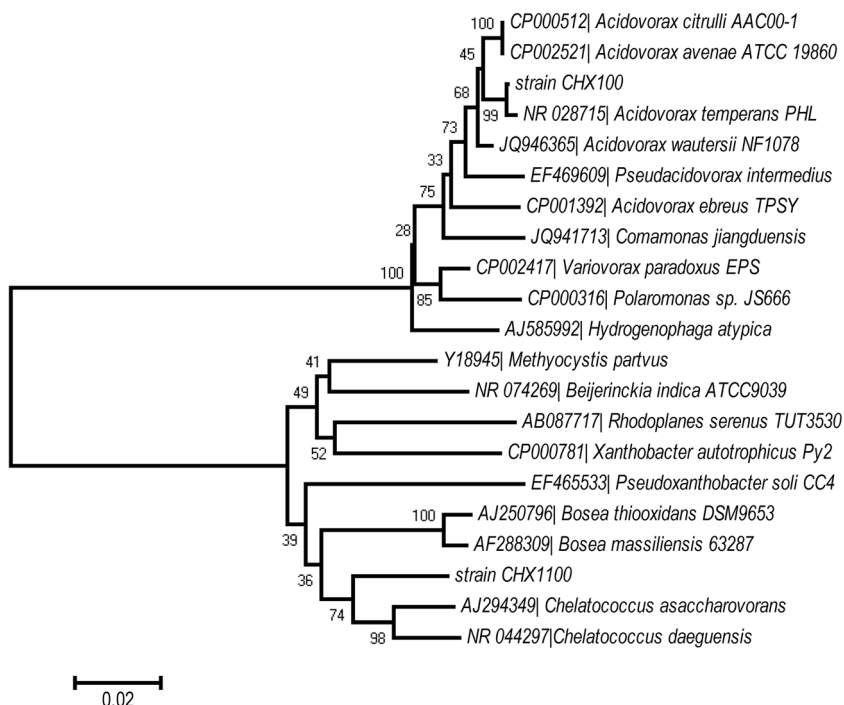 100
CP000512| Acidovorax citrulli AAC00-1
45
CP002521| Acidovorax avenae ATCC 19860
strain CHX100
68
99
NR 028715| Acidovorax temperans PHL
73
JQ946365| Acidovorax wautersii NF1078
33
EF469609| Pseudacidovorax intermedius
75
CP001392| Acidovorax ebreus TPSY
28
JQ941713| Comamonas jiangduensis
100
CP002417| Variovorax paradoxus EPS
85
CP000316| Polaromonas sp. JS666
AJ585992| Hydrogenophaga atypica
41
Y18945| Methyocystis partvus
49
NR 074269| Beijerinckia indica ATCC9039
AB087717| Rhodoplanes serenus TUT3530
52
CP000781| Xanthobacter autotrophicus Py2
EF465533| Pseudoxanthobacter soli CC4
100
AJ250796| Bosea thiooxidans DSM9653
39
AF288309| Bosea massiliensis 63287
36
strain CHX1100
74
AJ294349| Chelatococcus asaccharovorans
98
NR 044297|Chelatococcus daeguensis
0.02